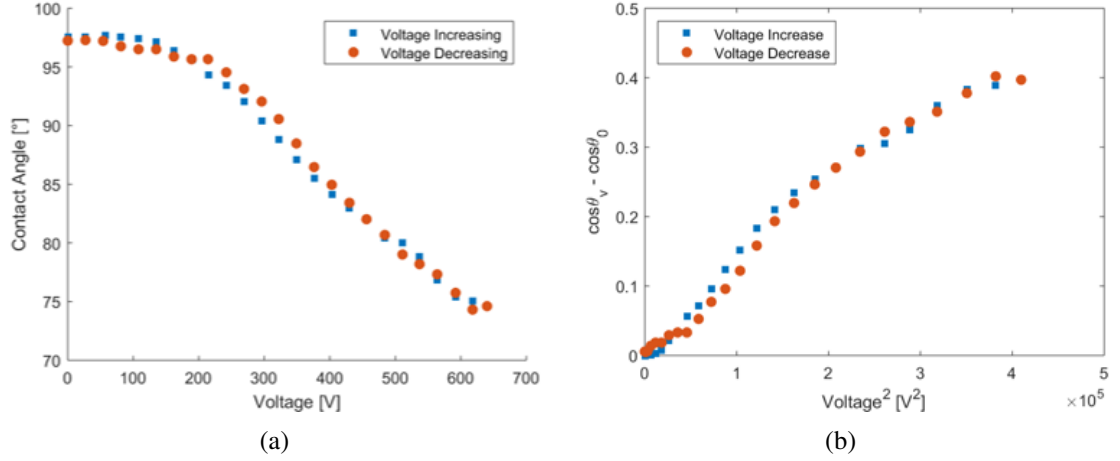 100
95
90
85
80
75
70
Contact Angle [°]
Voltage Increasing
Voltage Decreasing
0 100 200 300 400 500 600 700
Voltage [V]
(a)
0.5
0.4
0.3
0.2
0.1
0
cosθv - cosθ0
Voltage Increase
Voltage Decrease
0 1 2 3 4 5
Voltage² [V²]
×10⁵
(b)